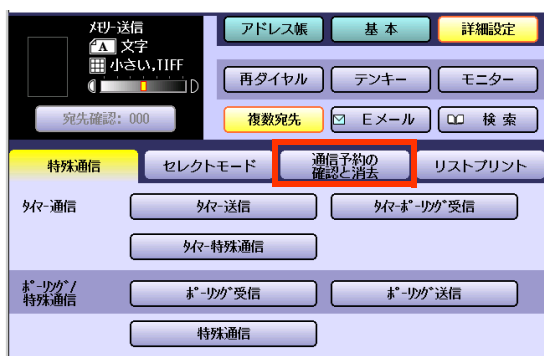 ﾒﾓﾘｰ送信
A 文字
小さい,TIFF
D
宛先確認: 000
アドレス帳
基本
詳細設定
再ダイヤル
テンキー
モニター
複数宛先
Eメール
検索
特殊通信
セレクトモード
通信予約の
確認と消去
リストプリント
ﾀｲﾏｰ通信
ﾀｲﾏｰ送信
ﾀｲﾏｰﾎﾟｰﾘﾝｸﾞ受信
ﾀｲﾏｰ特殊通信
ﾎﾟｰﾘﾝｸﾞ/
特殊通信
ﾎﾟｰﾘﾝｸﾞ受信
ﾎﾟｰﾘﾝｸﾞ送信
特殊通信